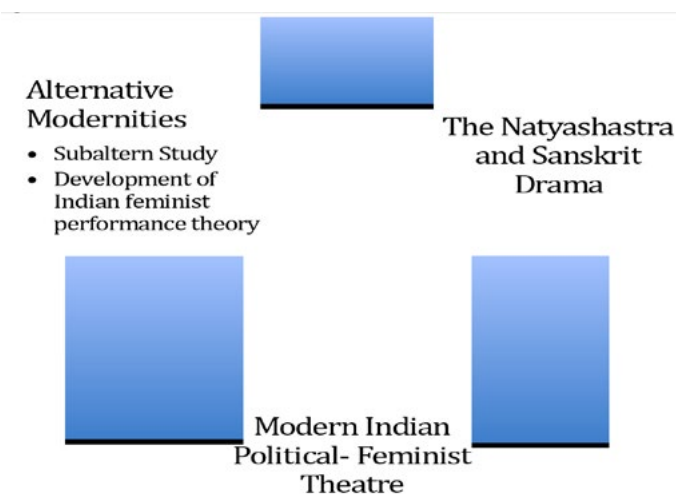 Alternative
Modernities
• Subaltern Study
• Development of
Indian feminist
performance theory
The Natyashastra
and Sanskrit
Drama
Modern Indian
Political- Feminist
Theatre